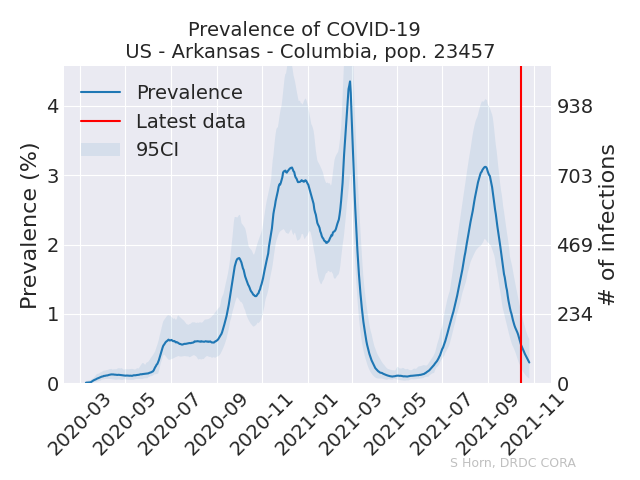 Prevalence of COVID-19
US - Arkansas - Columbia, pop. 23457
Prevalence
Latest data
95CI
Prevalence (%)
4
3
2
1
0
938
703
469
234
0
# of infections
2020-03
2020-05
2020-07
2020-09
2020-11
2021-01
2021-03
2021-05
2021-07
2021-09
2021-11
S Horn, DRDC CORA